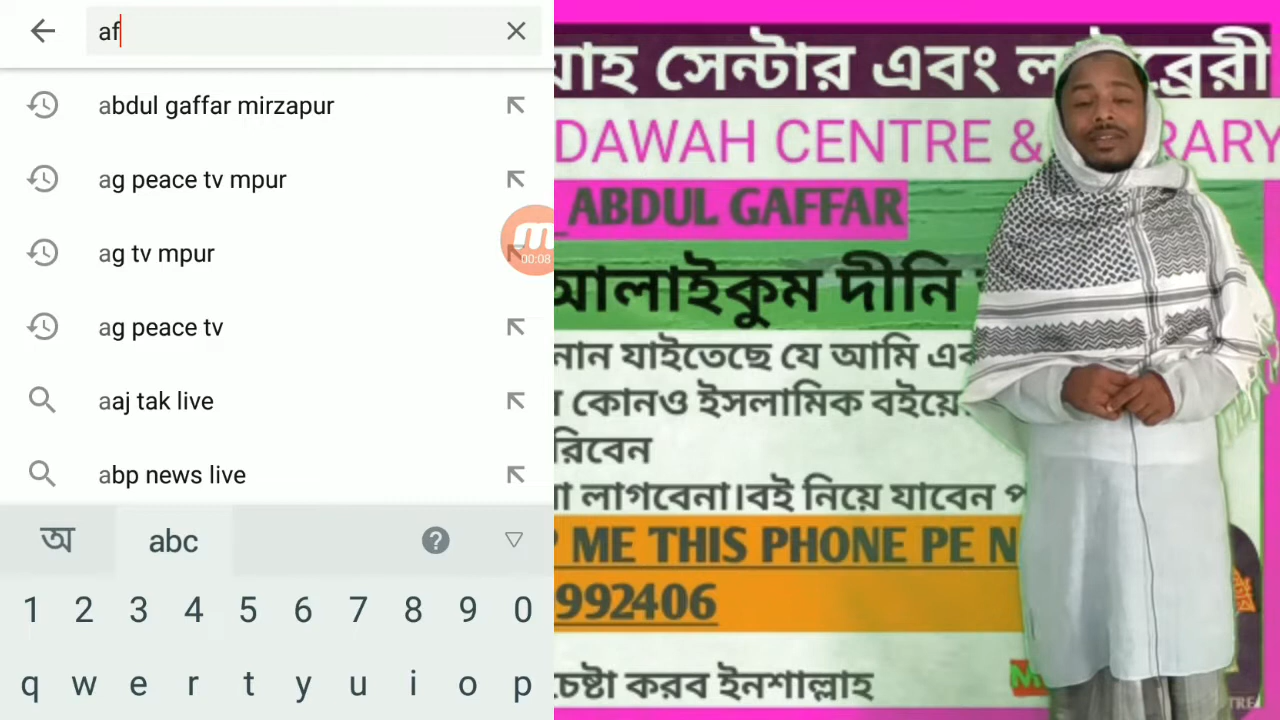 af
abdul gaffar mirzapur
ag peace tv mpur
ag tv mpur
00:08
ag peace tv
aaj tak live
abp news live
অ abc ?
1 2 3 4 5 6 7 8 9 0
q w e r t y u i o p
সেন্টার এবং
DAWAH CENTRE &
ABDUL GAFFAR
আলাইকুম দীনি
যাইতেছে যে আমি
কোনও ইসলামিক
লাগবেনা।বই নিয়ে যাবেন
ME THIS PHONE PE
992406
চেষ্টা করব ইনশাল্লাহ